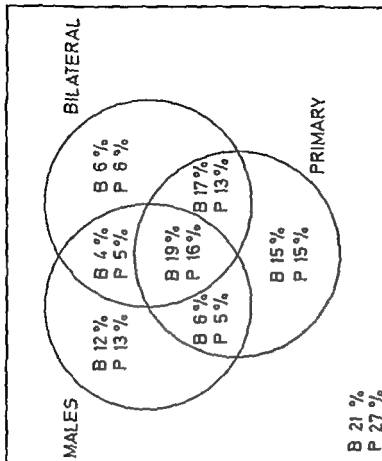 MALES
BILATERAL
B 12%
P 13%
B 4%
P 5%
B 6%
P 6%
B 19%
P 16%
B 6%
P 5%
B 17%
P 13%
B 15%
P 15%
PRIMARY
B 21 %
P 27 %